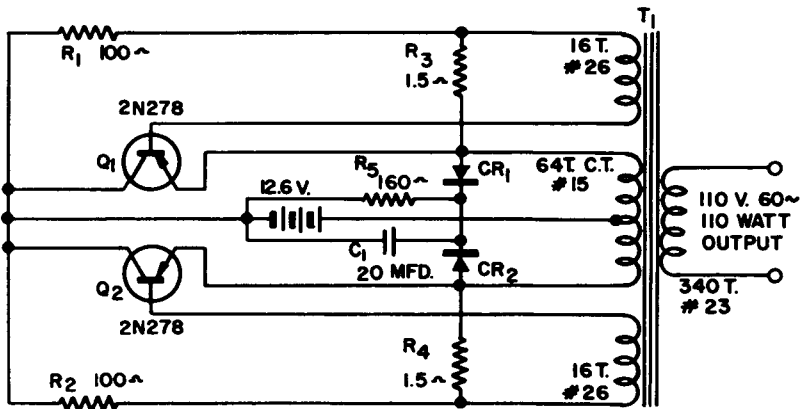 T1
R1 100~
R3
1.5~
16 T.
#26
2N278
Q1
R5
160~
CR1
64T. C.T.
#15
12.6 V.
110 V. 60~
110 WATT
OUTPUT
C1
20 MFD.
CR2
Q2
2N278
340 T.
#23
R4
1.5~
16 T.
#26
R2 100~